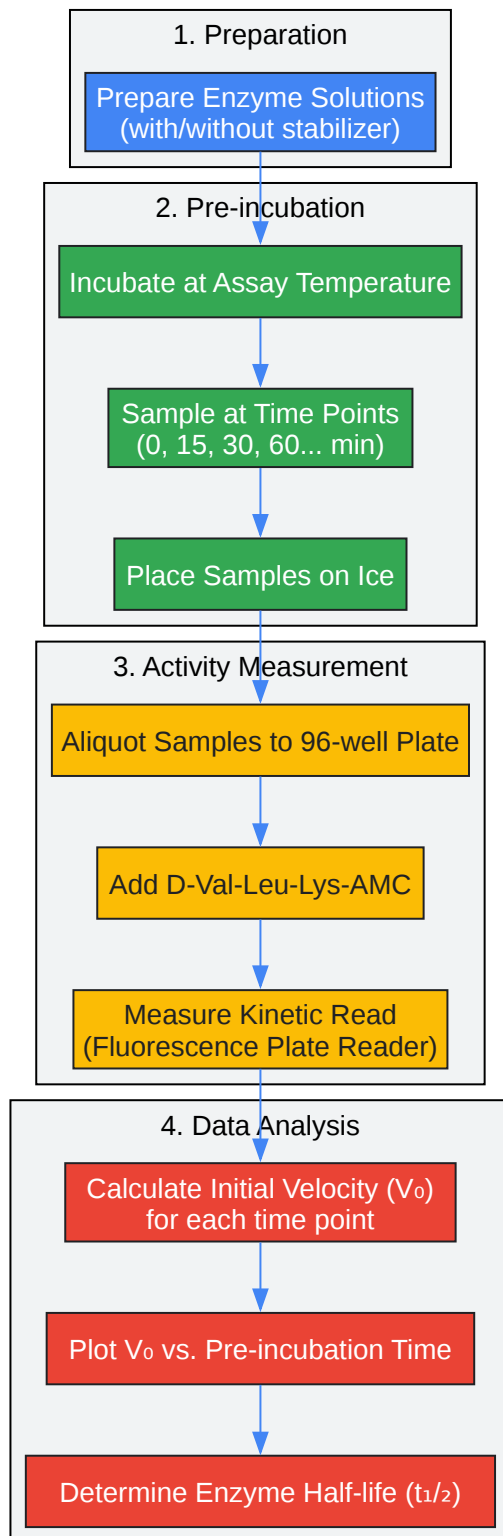 1. Preparation
Prepare Enzyme Solutions
(with/without stabilizer)
2. Pre-incubation
Incubate at Assay Temperature
Sample at Time Points
(0, 15, 30, 60... min)
Place Samples on Ice
3. Activity Measurement
Aliquot Samples to 96-well Plate
Add D-Val-Leu-Lys-AMC
Measure Kinetic Read
(Fluorescence Plate Reader)
4. Data Analysis
Calculate Initial Velocity (V₀)
for each time point
Plot V₀ vs. Pre-incubation Time
Determine Enzyme Half-life (t₁/₂)